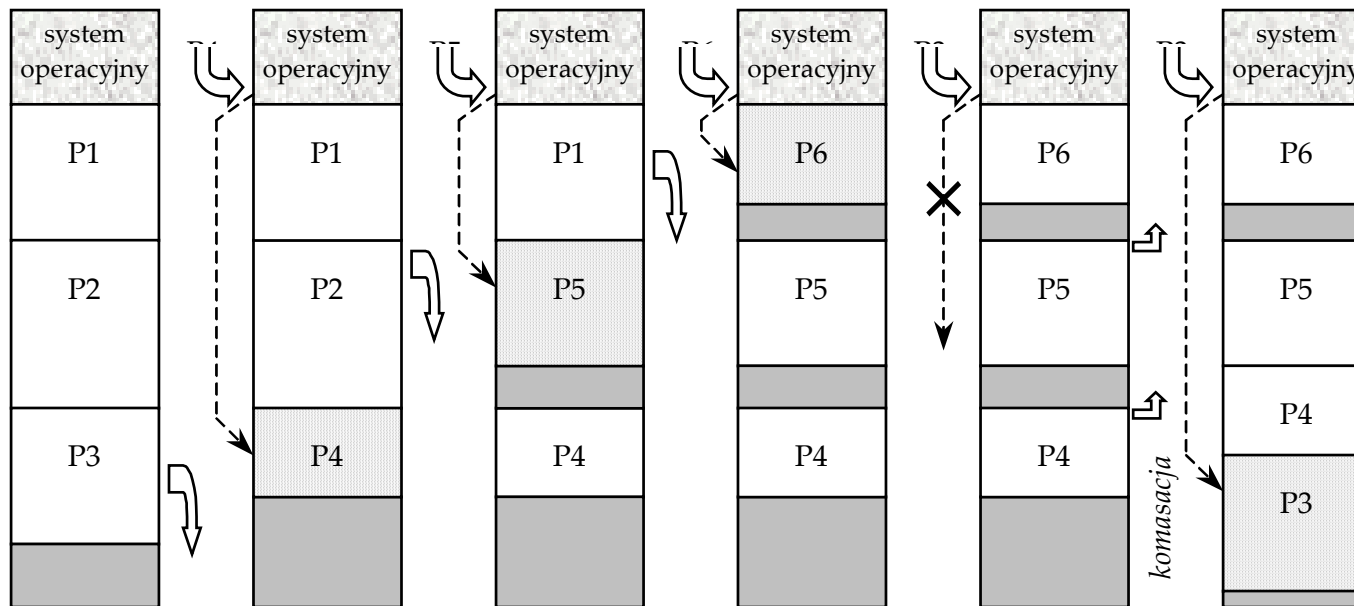 system
operacyjny
P1
P2
P3
system
operacyjny
P1
P2
P4
system
operacyjny
P1
P5
P4
system
operacyjny
P6
P5
P4
system
operacyjny
P6
P5
P4
komasacja
system
operacyjny
P6
P5
P4
P3